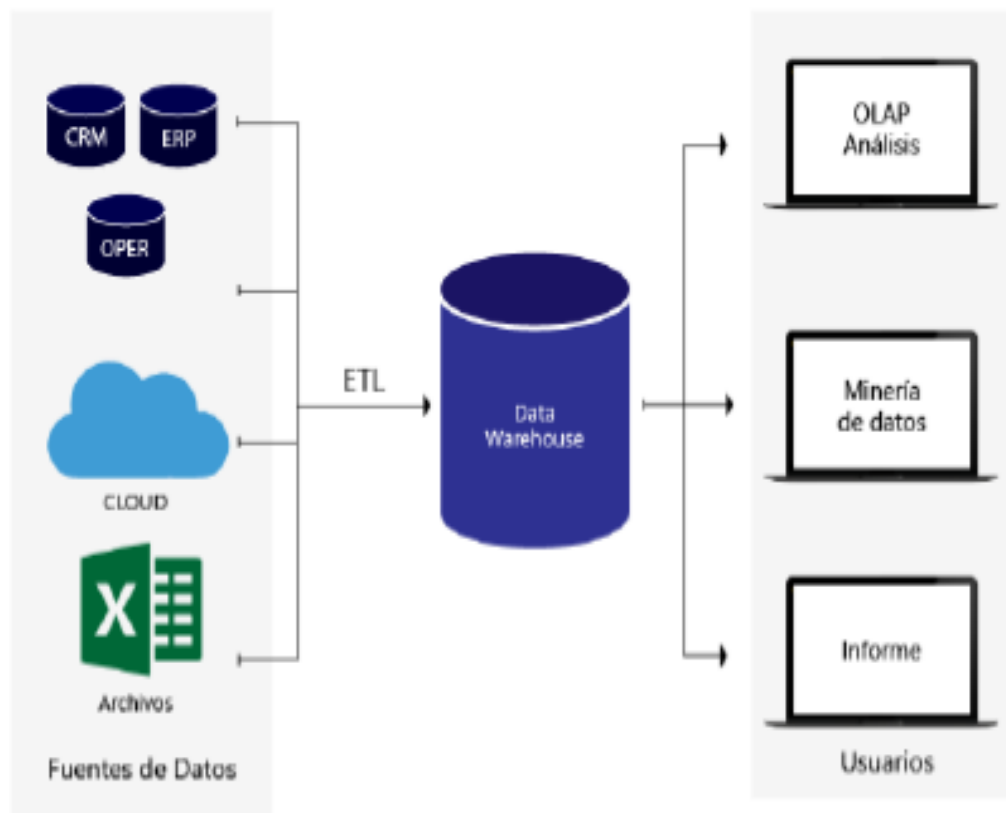 CRM
ERP
OPER
CLOUD
X
Archivos
Fuentes de Datos
ETL
Data
Warehouse
OLAP
Análisis
Minería
de datos
Informe
Usuarios